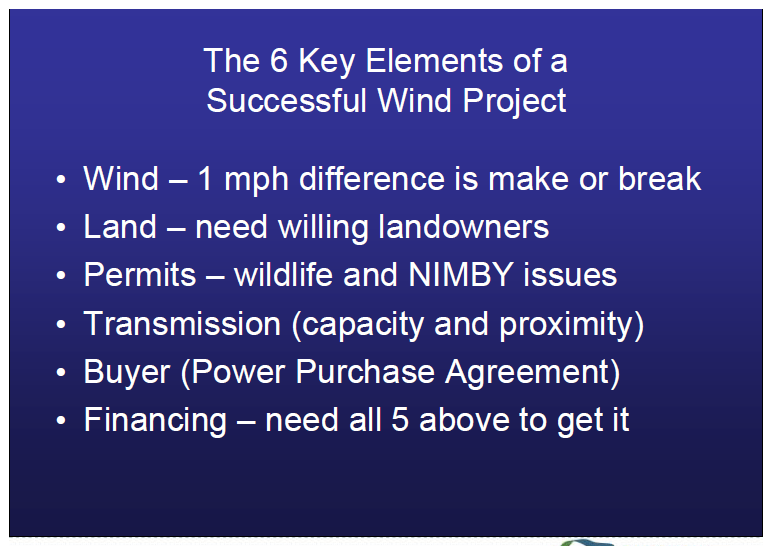 The 6 Key Elements of a
Successful Wind Project
• Wind – 1 mph difference is make or break
• Land – need willing landowners
• Permits – wildlife and NIMBY issues
• Transmission (capacity and proximity)
• Buyer (Power Purchase Agreement)
• Financing – need all 5 above to get it